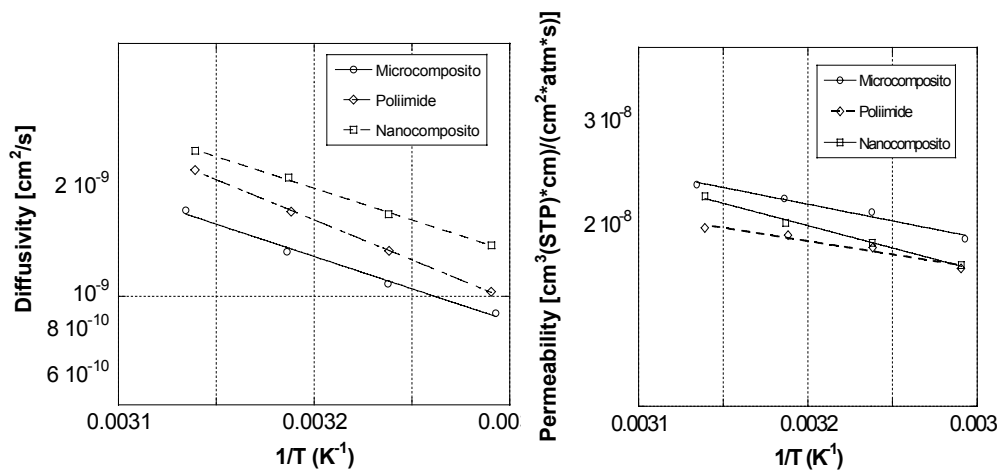 Microcomposito
Poliimide
Nanocomposito
Diffusivity [cm²/s]
2 10⁻⁹
10⁻⁹
8 10⁻¹⁰
6 10⁻¹⁰
0.0031
0.0032
0.00
1/T (K⁻¹)
Microcomposito
Poliimide
Nanocomposito
Permeability [cm³(STP)*cm)/(cm²*atm*s)]
3 10⁻⁸
2 10⁻⁸
0.0031
0.0032
0.003
1/T (K⁻¹)